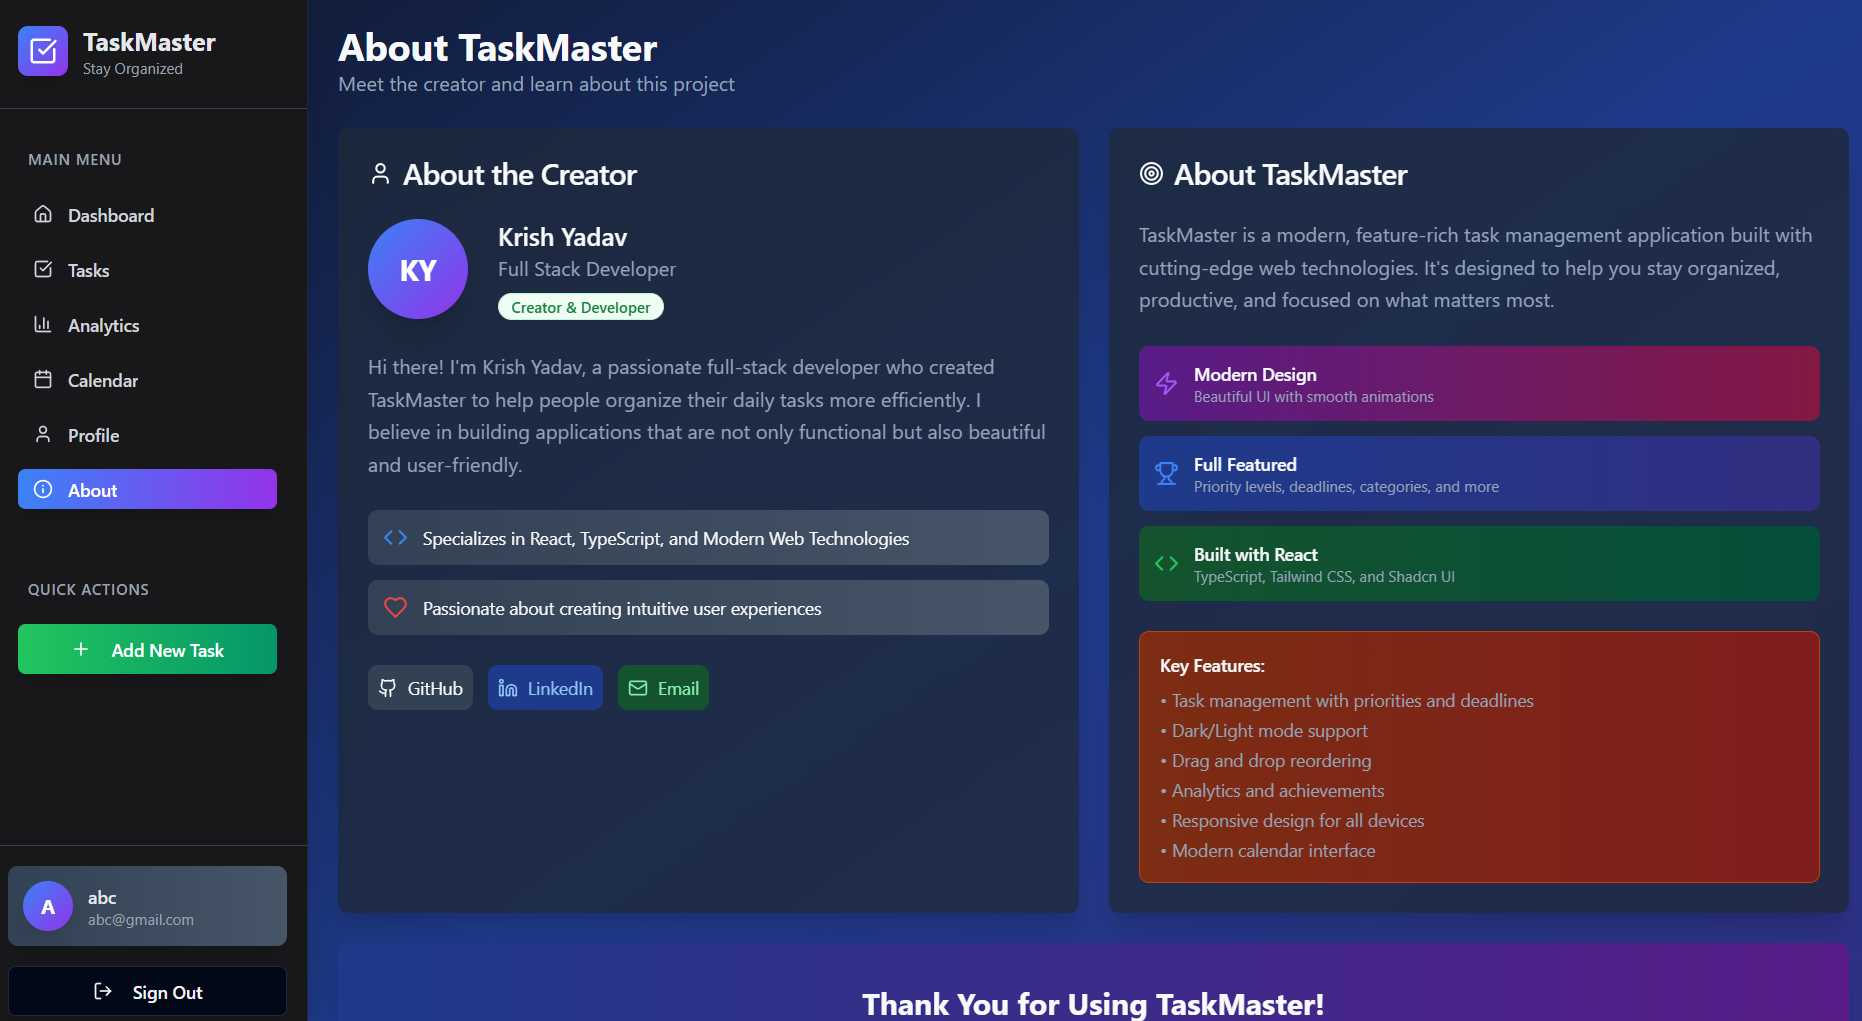 TaskMaster
Stay Organized
MAIN MENU
Dashboard
Tasks
Analytics
Calendar
Profile
About
QUICK ACTIONS
Add New Task
A
abc
abc@gmail.com
Sign Out
About TaskMaster
Meet the creator and learn about this project
About the Creator
KY
Krish Yadav
Full Stack Developer
Creator & Developer
Hi there! I'm Krish Yadav, a passionate full-stack developer who created
TaskMaster to help people organize their daily tasks more efficiently. I
believe in building applications that are not only functional but also beautiful
and user-friendly.
Specializes in React, TypeScript, and Modern Web Technologies
Passionate about creating intuitive user experiences
GitHub
LinkedIn
Email
About TaskMaster
TaskMaster is a modern, feature-rich task management application built with
cutting-edge web technologies. It's designed to help you stay organized,
productive, and focused on what matters most.
Modern Design
Beautiful UI with smooth animations
Full Featured
Priority levels, deadlines, categories, and more
Built with React
TypeScript, Tailwind CSS, and Shadcn UI
Key Features:
• Task management with priorities and deadlines
• Dark/Light mode support
• Drag and drop reordering
• Analytics and achievements
• Responsive design for all devices
• Modern calendar interface
Thank You for Using TaskMaster!